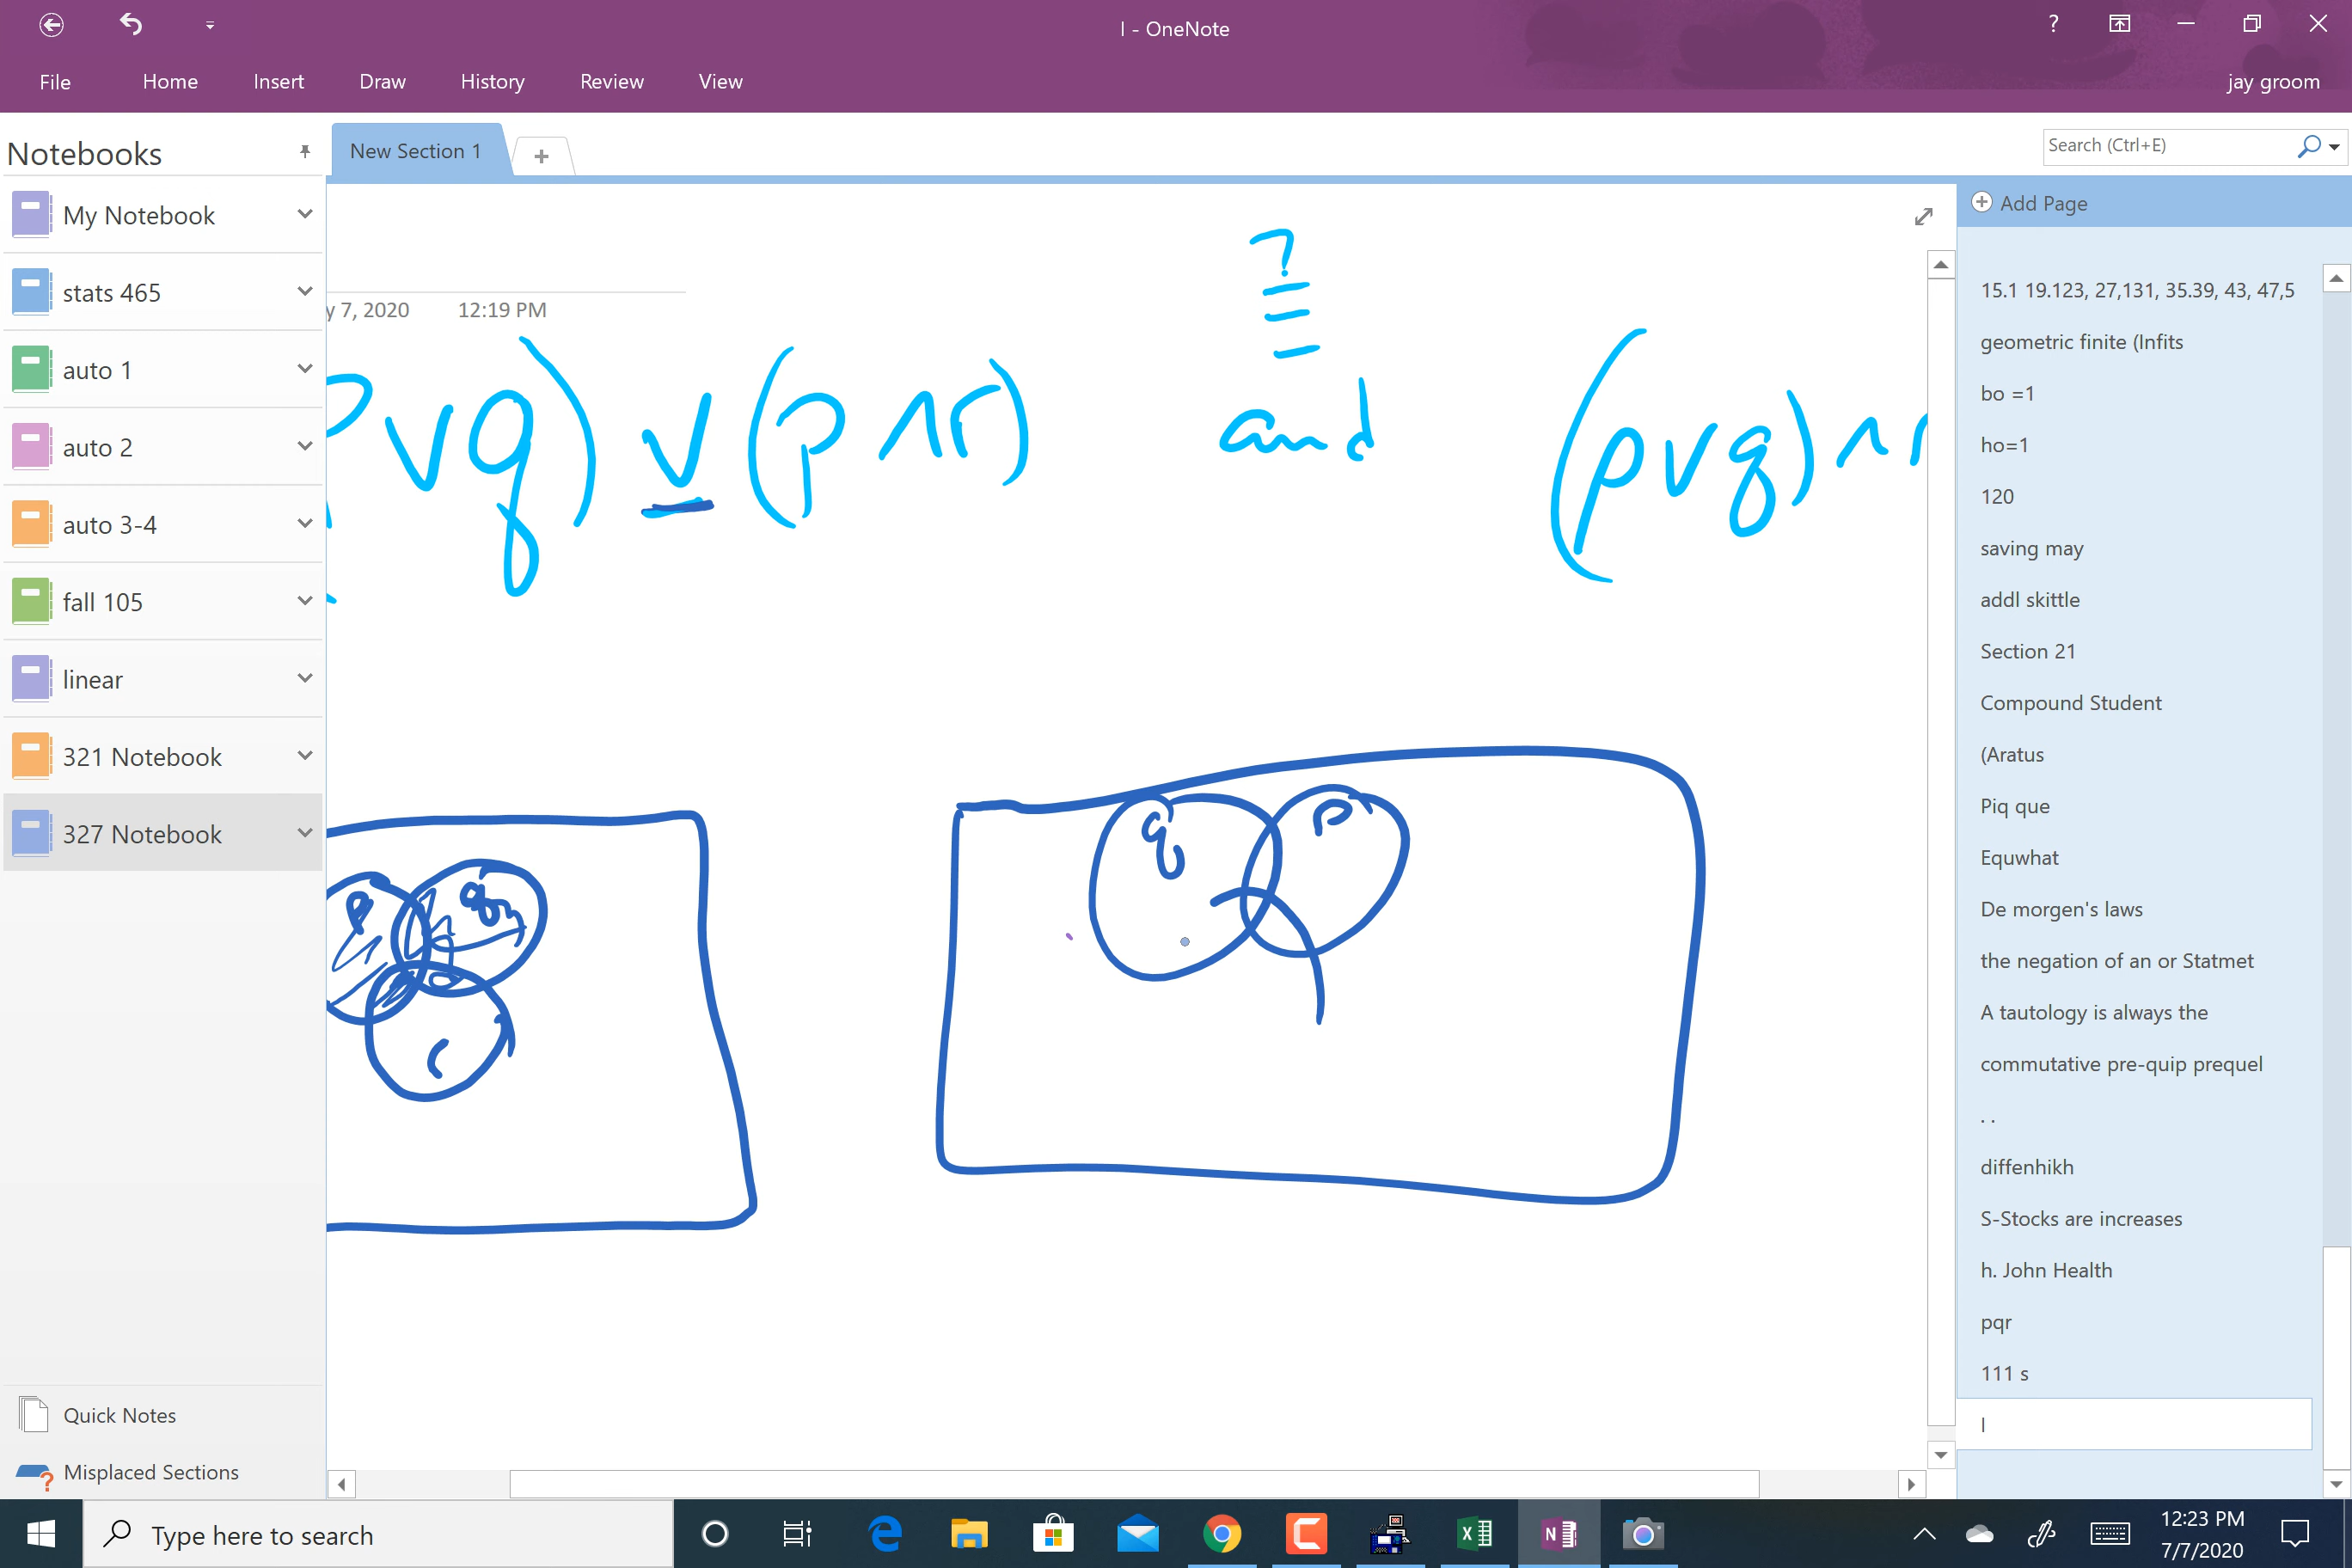 I - OneNote
?
File Home Insert Draw History Review View
jay groom
Notebooks
New Section 1
+
Search (Ctrl+E)
My Notebook
stats 465
auto 1
auto 2
auto 3-4
fall 105
linear
321 Notebook
327 Notebook
Quick Notes
Misplaced Sections
y 7, 2020 12:19 PM
?
≡
p∨q) ∨ (p ∧ r) and (p∨q) ∧ r
p q r
q p
Add Page
15.1 19.123, 27,131, 35.39, 43, 47,5
geometric finite (Infits
bo =1
ho=1
120
saving may
addl skittle
Section 21
Compound Student
(Aratus
Piq que
Equwhat
De morgen's laws
the negation of an or Statmet
A tautology is always the
commutative pre-quip prequel
. .
diffenhikh
S-Stocks are increases
h. John Health
pqr
111 s
I
Type here to search
12:23 PM
7/7/2020